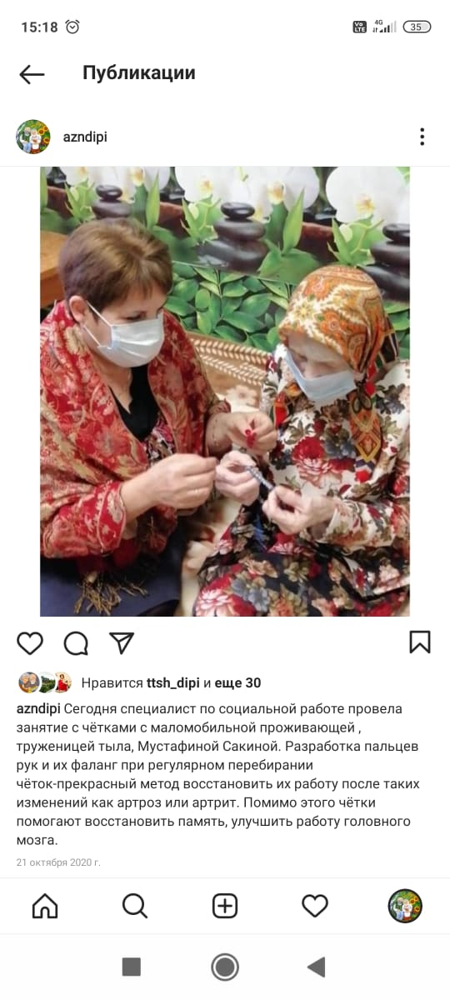 15:18
Vo LTE
4G
35
Публикации
azndipi
Нравится ttsh_dipi и еще 30
azndipi Сегодня специалист по социальной работе провела
занятие с чётками с маломобильной проживающей ,
труженицей тыла, Мустафиной Сакиной. Разработка пальцев
рук и их фаланг при регулярном перебирании
чёток-прекрасный метод восстановить их работу после таких
изменений как артроз или артрит. Помимо этого чётки
помогают восстановить память, улучшить работу головного
мозга.
21 октября 2020 г.